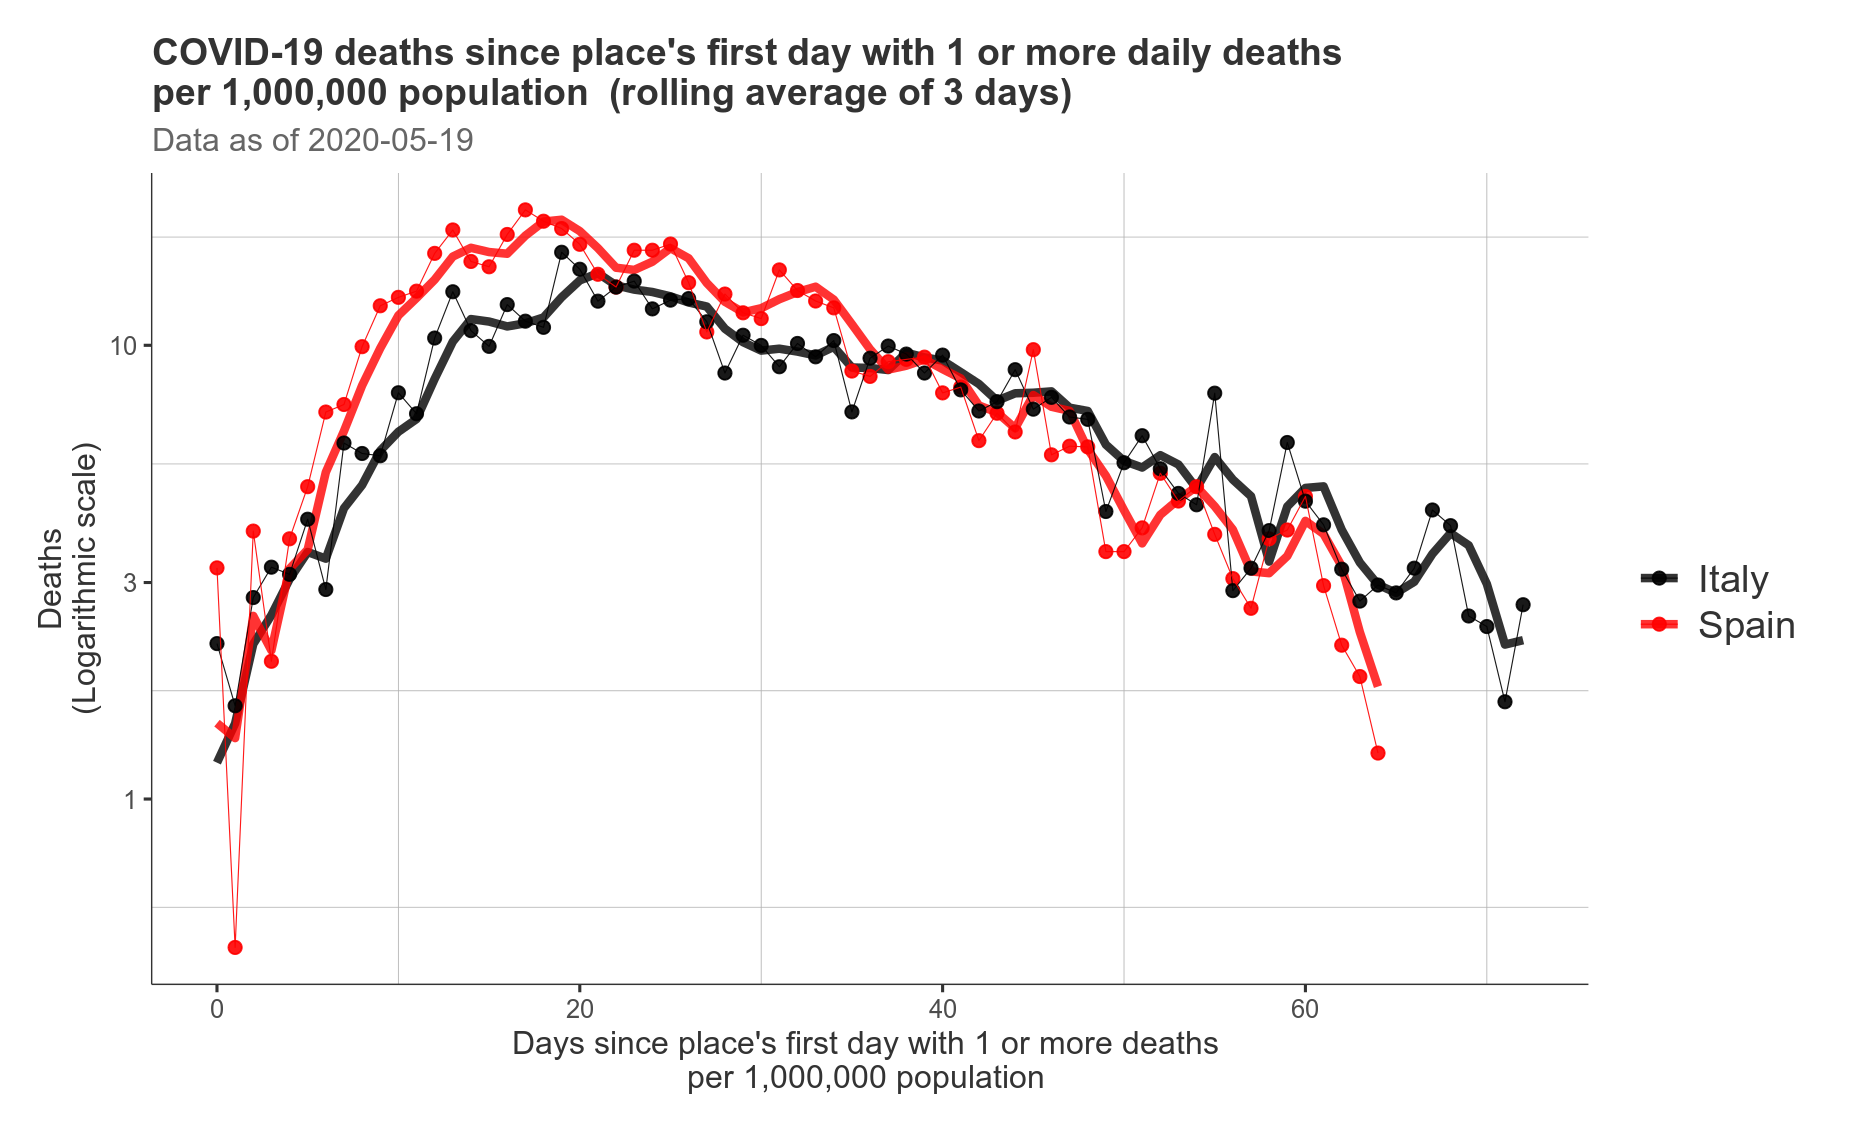 COVID-19 deaths since place's first day with 1 or more daily deaths
per 1,000,000 population  (rolling average of 3 days)
Data as of 2020-05-19
Deaths
(Logarithmic scale)
10
3
1
0
20
40
60
Days since place's first day with 1 or more deaths
per 1,000,000 population
Italy
Spain